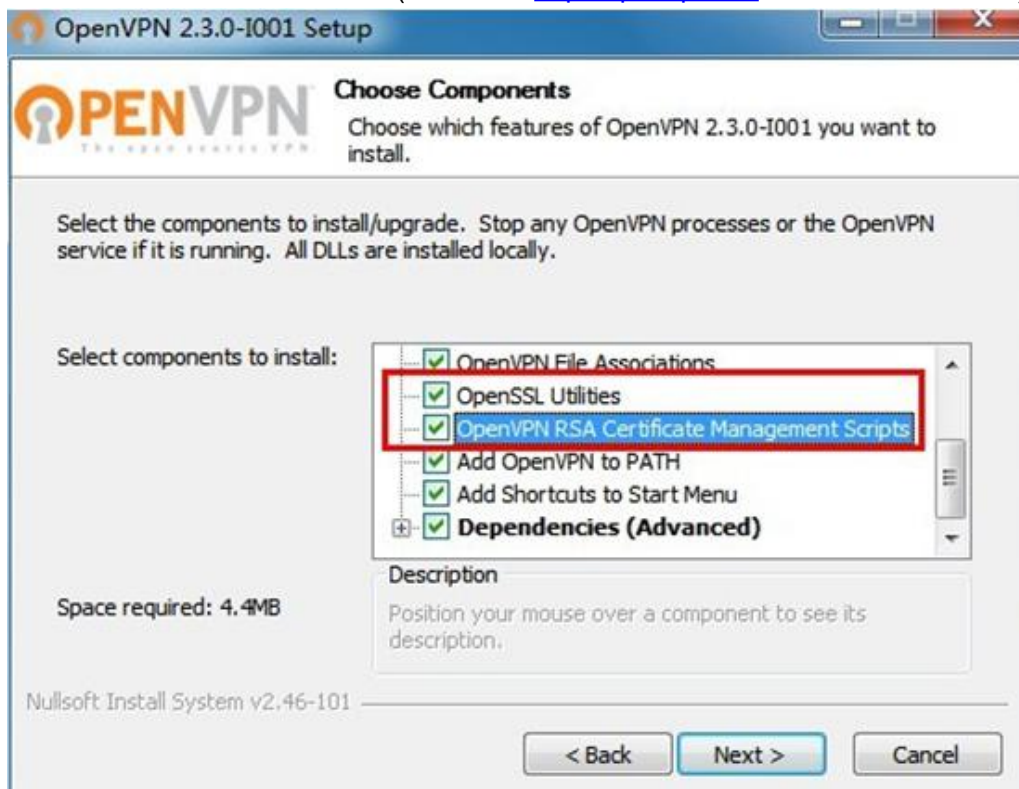 OpenVPN 2.3.0-I001 Setup
OPENVPN
The open source VPN
Choose Components
Choose which features of OpenVPN 2.3.0-I001 you want to
install.
Select the components to install/upgrade. Stop any OpenVPN processes or the OpenVPN
service if it is running. All DLLs are installed locally.
Select components to install:
OpenVPN File Associations
OpenSSL Utilities
OpenVPN RSA Certificate Management Scripts
Add OpenVPN to PATH
Add Shortcuts to Start Menu
Dependencies (Advanced)
Space required: 4.4MB
Description
Position your mouse over a component to see its
description.
Nullsoft Install System v2.46-101
< Back
Next >
Cancel